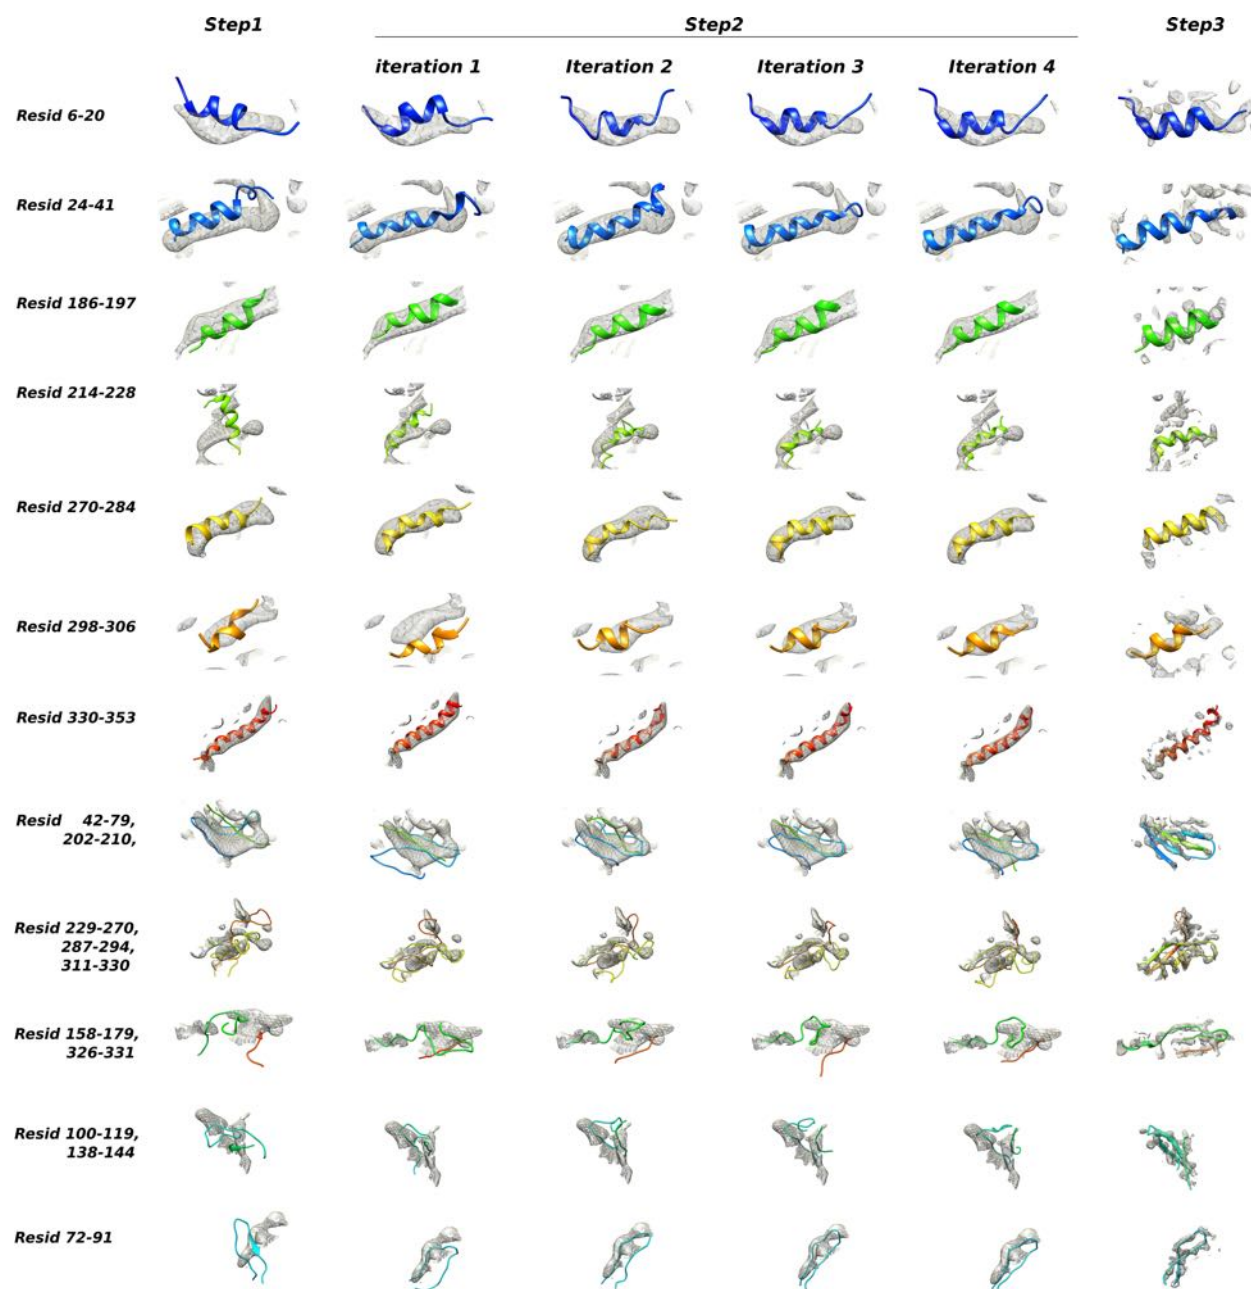 Step1
Step2
Step3
iteration 1
Iteration 2
Iteration 3
Iteration 4
Resid 6-20
Resid 24-41
Resid 186-197
Resid 214-228
Resid 270-284
Resid 298-306
Resid 330-353
Resid 42-79,
202-210,
Resid 229-270,
287-294,
311-330
Resid 158-179,
326-331
Resid 100-119,
138-144
Resid 72-91